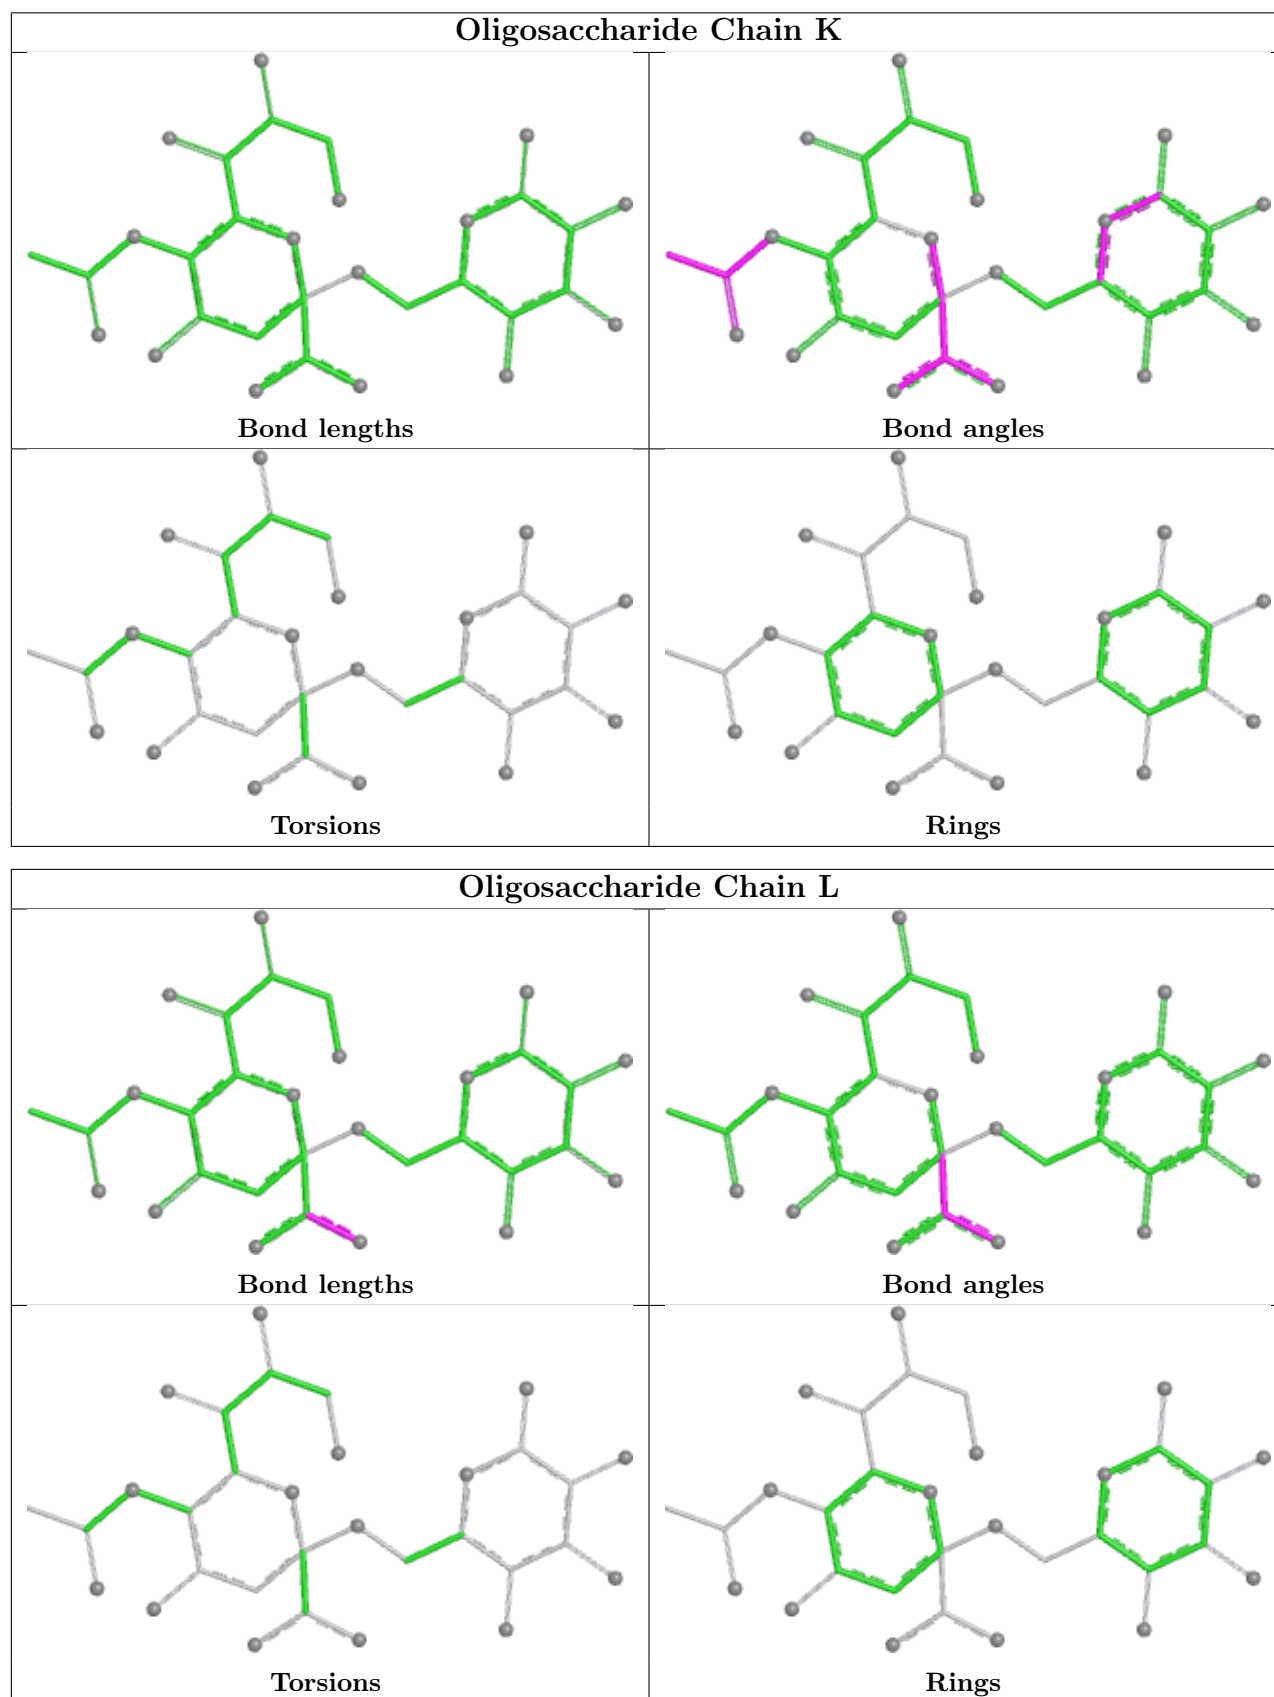 Oligosaccharide Chain K
Bond lengths
Bond angles
Torsions
Rings
Oligosaccharide Chain L
Bond lengths
Bond angles
Torsions
Rings